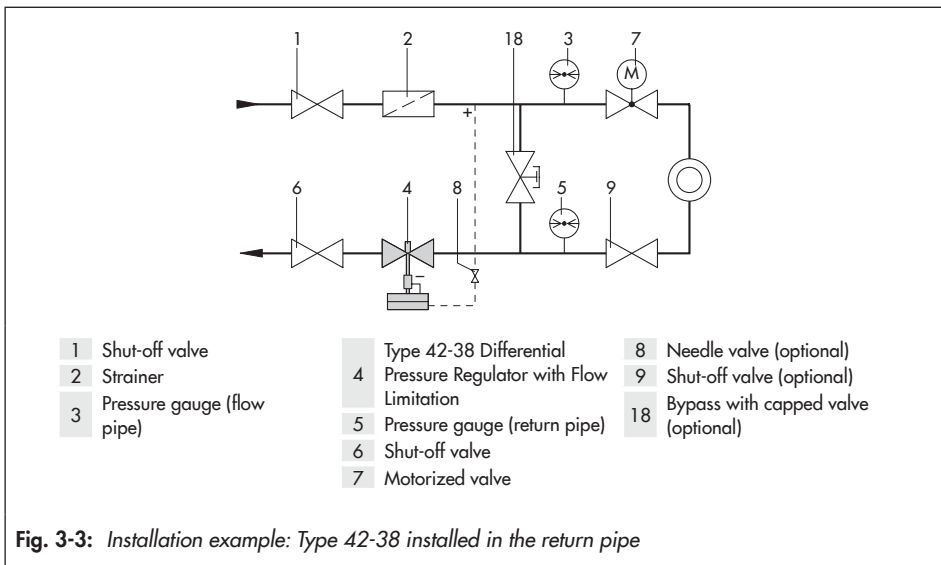 1 2 18 3 7
M
+
6 4 8 5 9
−
1 Shut-off valve
2 Strainer
3 Pressure gauge (flow
pipe)
4 Type 42-38 Differential
Pressure Regulator with Flow
Limitation
5 Pressure gauge (return pipe)
6 Shut-off valve
7 Motorized valve
8 Needle valve (optional)
9 Shut-off valve (optional)
18 Bypass with capped valve
(optional)
Fig. 3-3: Installation example: Type 42-38 installed in the return pipe